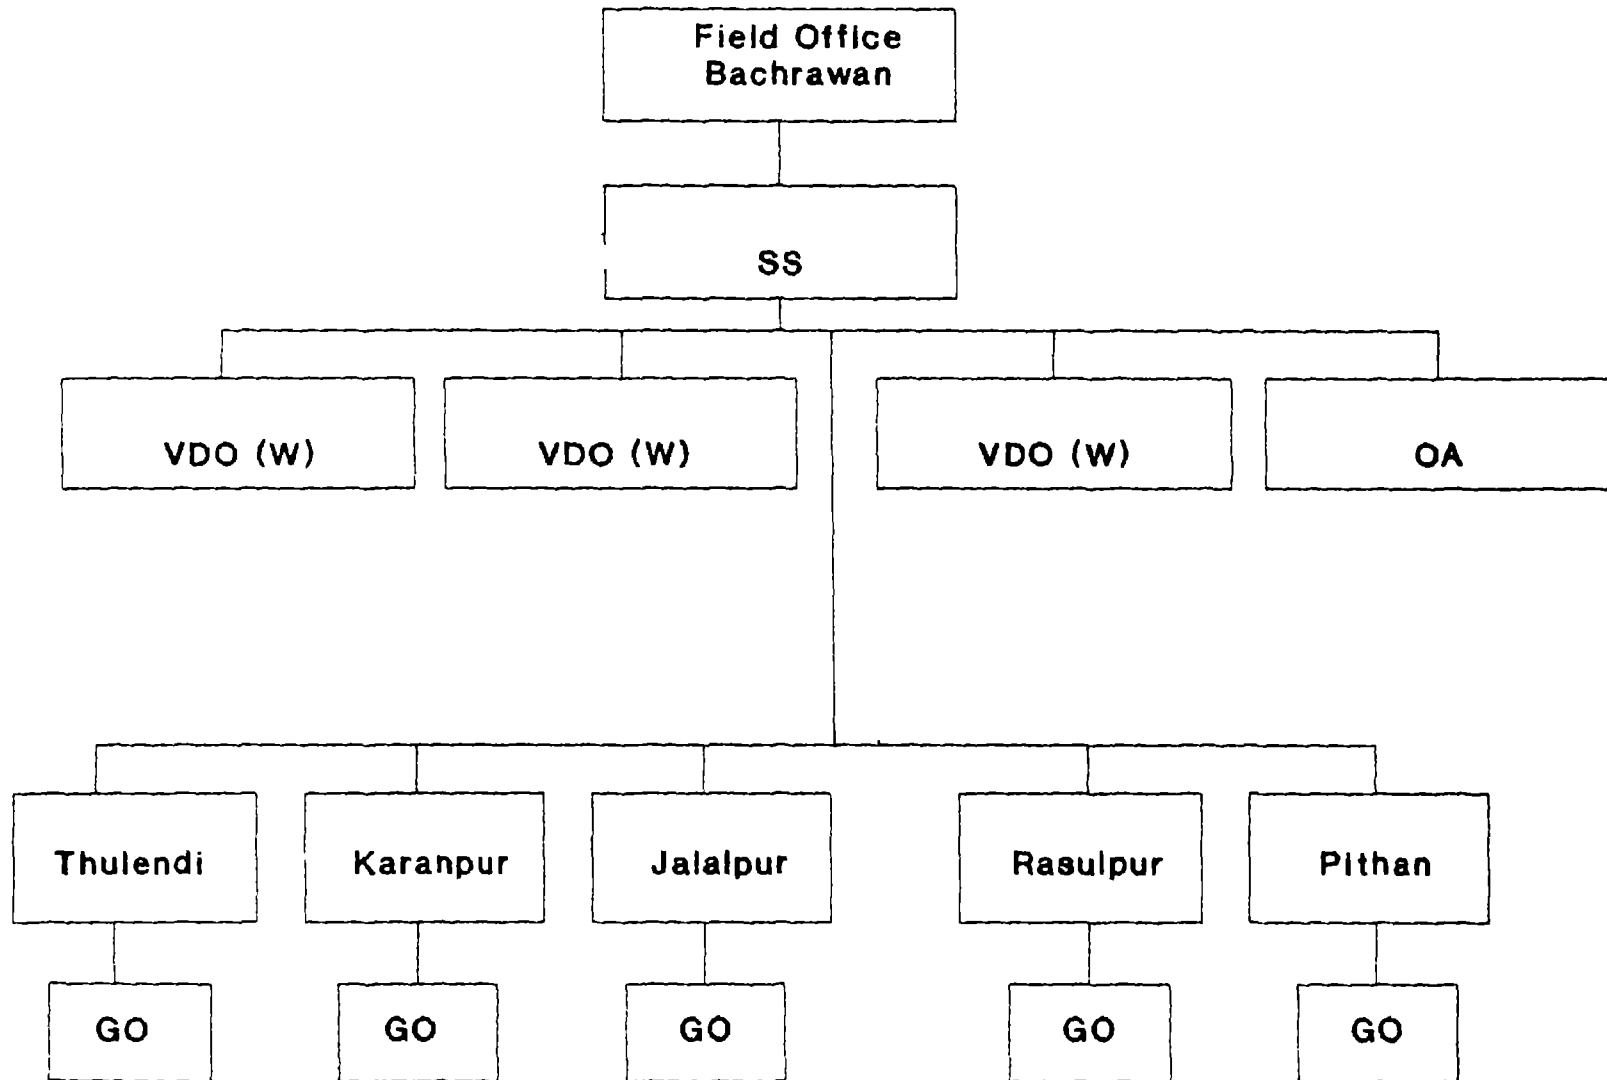 Field Office
Bachrawan
SS
VDO (W) VDO (W) VDO (W) OA
Thulendi Karanpur Jalalpur Rasulpur Pithan
GO GO GO GO GO